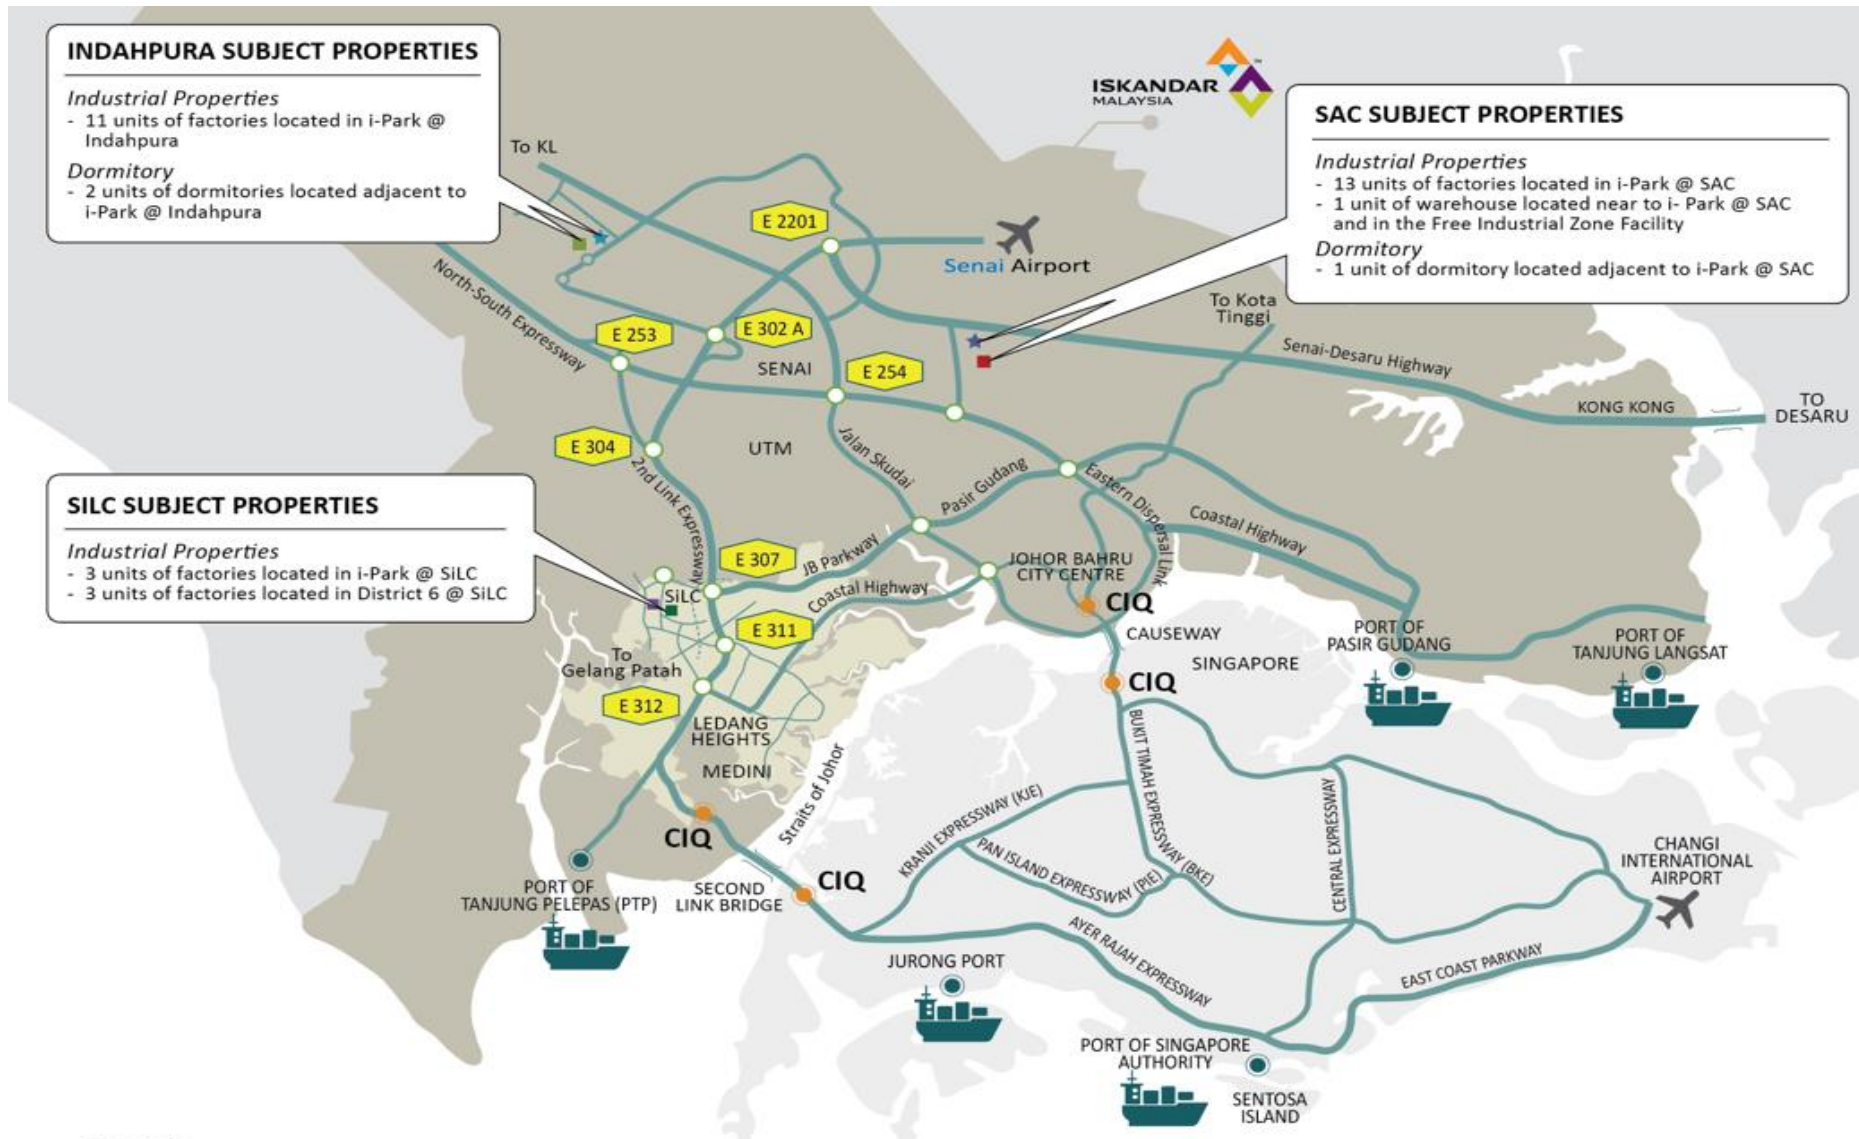 INDAHPURA SUBJECT PROPERTIES
Industrial Properties
- 11 units of factories located in i-Park @
Indahpura
Dormitory
- 2 units of dormitories located adjacent to
i-Park @ Indahpura
ISKANDAR
MALAYSIA
SAC SUBJECT PROPERTIES
Industrial Properties
- 13 units of factories located in i-Park @ SAC
- 1 unit of warehouse located near to i- Park @ SAC
and in the Free Industrial Zone Facility
Dormitory
- 1 unit of dormitory located adjacent to i-Park @ SAC
To KL
E 2201
Senai Airport
North-South Expressway
E 253
E 302 A
SENAI
E 254
To Kota
Tinggi
Senai-Desaru Highway
KONG KONG
TO
DESARU
E 304
UTM
Jalan Skudai
2nd Link Expressway
Pasir Gudang
Eastern Dispersal Link
Coastal Highway
SILC SUBJECT PROPERTIES
Industrial Properties
- 3 units of factories located in i-Park @ SiLC
- 3 units of factories located in District 6 @ SiLC
E 307
JB Parkway
Coastal Highway
JOHOR BAHRU
CITY CENTRE
SiLC
CIQ
E 311
CAUSEWAY
SINGAPORE
PORT OF
PASIR GUDANG
PORT OF
TANJUNG LANGSAT
To
Gelang Patah
CIQ
E 312
LEDANG
HEIGHTS
MEDINI
Straits of Johor
BUKIT TIMAH EXPRESSWAY (BKE)
KRANJI EXPRESSWAY (KJE)
PAN ISLAND EXPRESSWAY (PIE)
CENTRAL EXPRESSWAY
CHANGI
INTERNATIONAL
AIRPORT
CIQ
CIQ
PORT OF
TANJUNG PELEPAS (PTP)
SECOND
LINK BRIDGE
AYER RAJAH EXPRESSWAY
EAST COAST PARKWAY
JURONG PORT
PORT OF SINGAPORE
AUTHORITY
SENTOSA
ISLAND